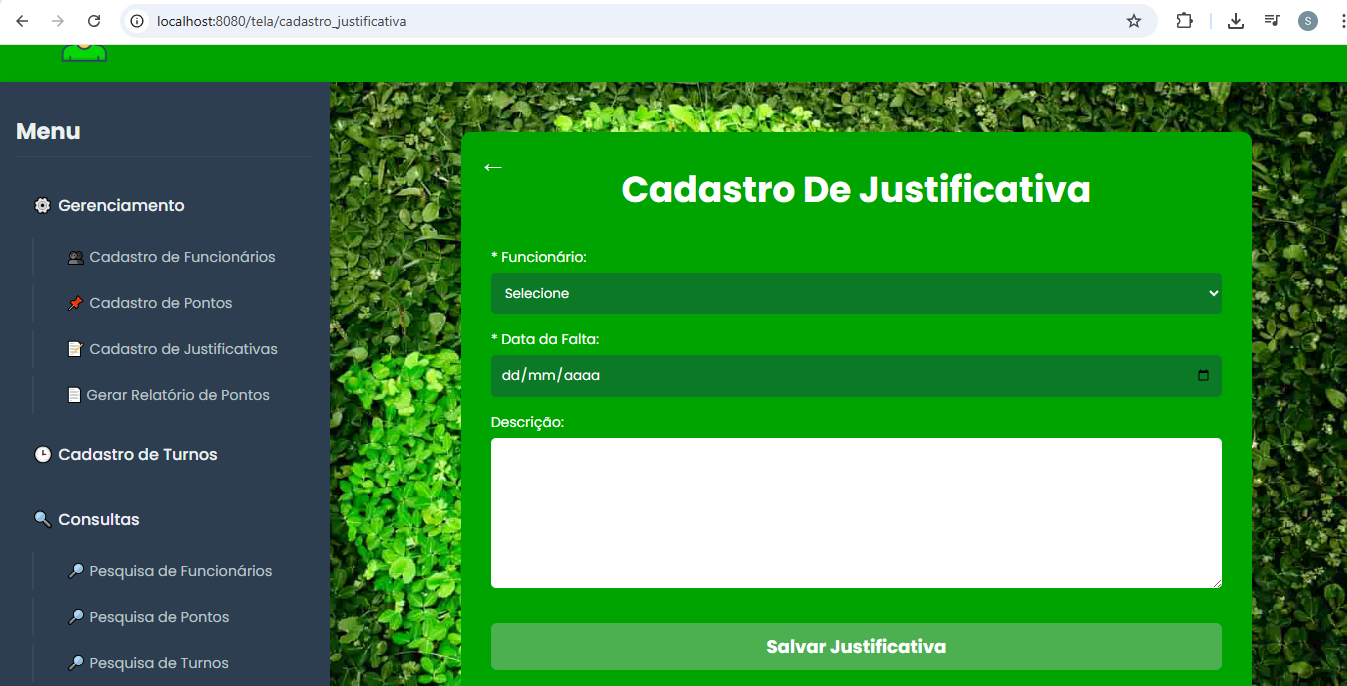 localhost:8080/tela/cadastro_justificativa
S
Menu
Gerenciamento
Cadastro de Funcionários
Cadastro de Pontos
Cadastro de Justificativas
Gerar Relatório de Pontos
Cadastro de Turnos
Consultas
Pesquisa de Funcionários
Pesquisa de Pontos
Pesquisa de Turnos
←
Cadastro De Justificativa
* Funcionário:
Selecione
* Data da Falta:
dd/mm/aaaa
Descrição:
Salvar Justificativa